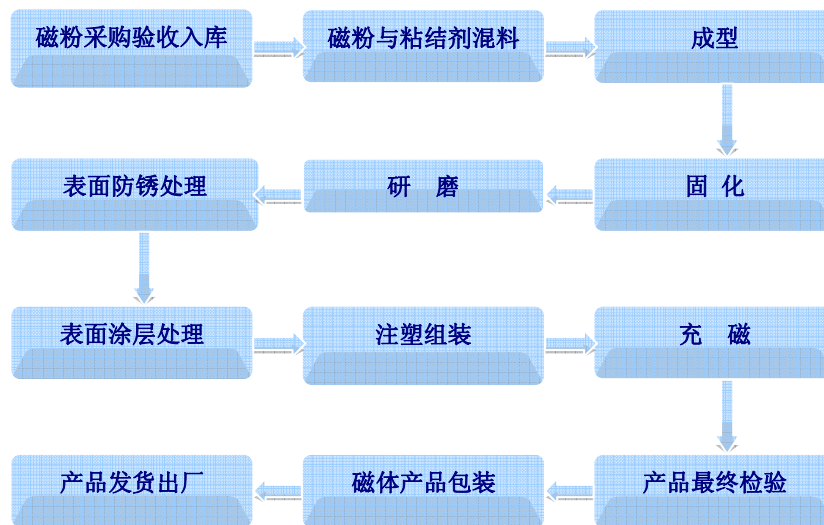 磁粉采购验收入库
磁粉与粘结剂混料
成型
固 化
研 磨
表面防锈处理
表面涂层处理
注塑组装
充 磁
产品最终检验
磁体产品包装
产品发货出厂